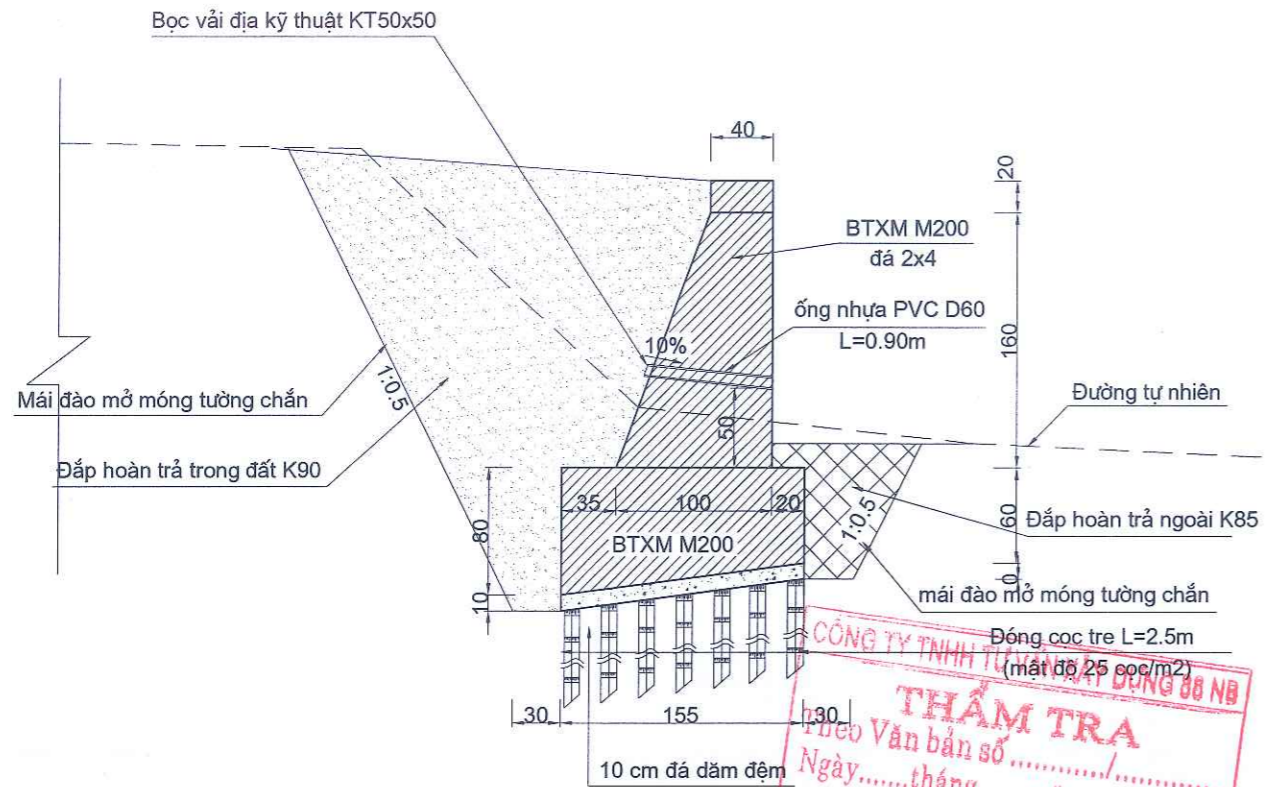 Bọc vải địa kỹ thuật KT50x50
40
20
BTXM M200
đá 2x4
ống nhựa PVC D60
L=0.90m
10%
160
Mái đào mở móng tường chắn
1:0.5
Đường tự nhiên
50
Đắp hoàn trả trong đất K90
35
100
20
80
BTXM M200
60
1:0.5
Đắp hoàn trả ngoài K85
10
mái đào mở móng tường chắn
Đóng cọc tre L=2.5m
(mật độ 25 cọc/m2)
CÔNG TY TNHH TƯ VẤN XÂY DỰNG 88 NB
THẨM TRA
Theo Văn bản số ............/............
Ngày.......tháng
30
155
30
10 cm đá dăm đệm